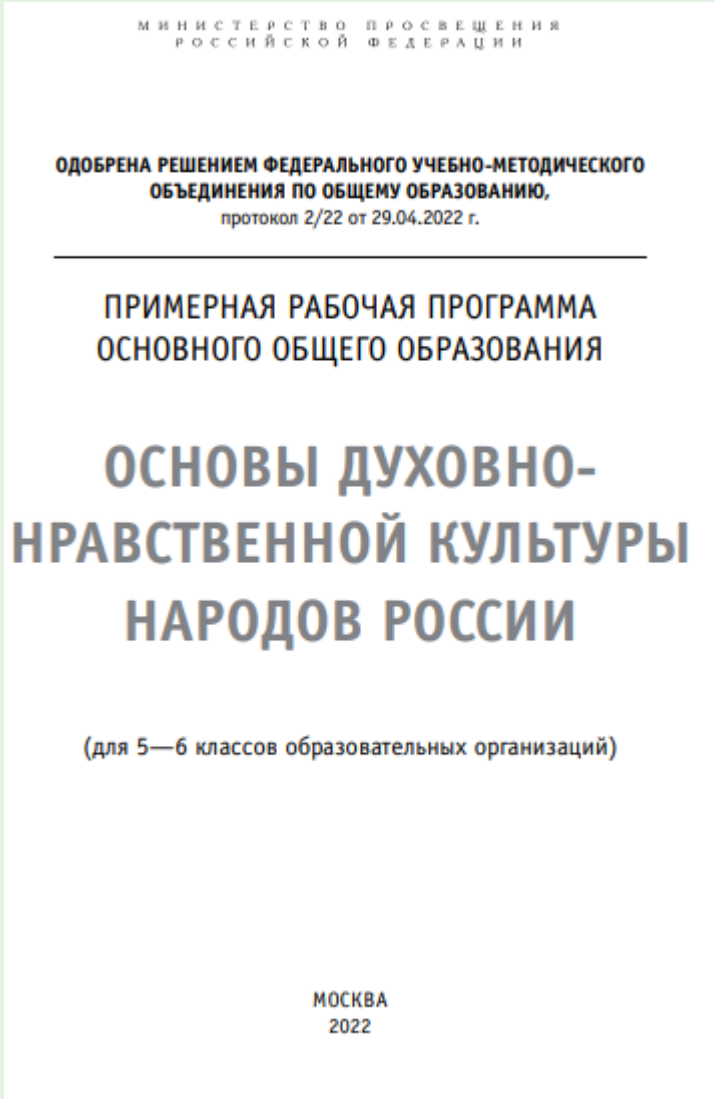 МИНИСТЕРСТВО ПРОСВЕЩЕНИЯ
РОССИЙСКОЙ ФЕДЕРАЦИИ
ОДОБРЕНА РЕШЕНИЕМ ФЕДЕРАЛЬНОГО УЧЕБНО-МЕТОДИЧЕСКОГО
ОБЪЕДИНЕНИЯ ПО ОБЩЕМУ ОБРАЗОВАНИЮ,
протокол 2/22 от 29.04.2022 г.
ПРИМЕРНАЯ РАБОЧАЯ ПРОГРАММА
ОСНОВНОГО ОБЩЕГО ОБРАЗОВАНИЯ
ОСНОВЫ ДУХОВНО-
НРАВСТВЕННОЙ КУЛЬТУРЫ
НАРОДОВ РОССИИ
(для 5—6 классов образовательных организаций)
МОСКВА
2022